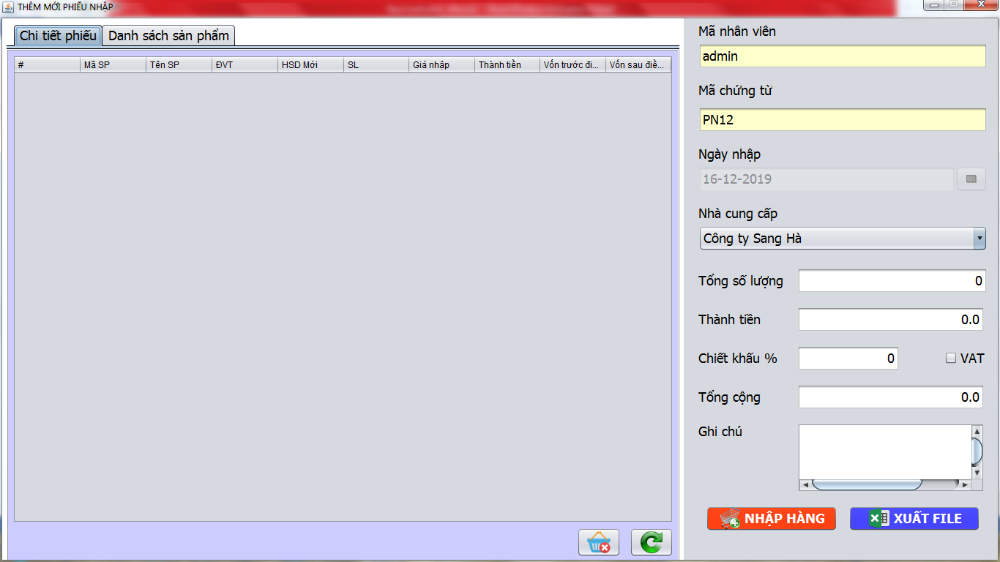 THÊM MỚI PHIẾU NHẬP
Chi tiết phiếu
Danh sách sản phẩm
# Mã SP Tên SP ĐVT HSD Mới SL Giá nhập Thành tiền Vốn trước đi... Vốn sau điề...
Mã nhân viên
admin
Mã chứng từ
PN12
Ngày nhập
16-12-2019
Nhà cung cấp
Công ty Sang Hà
Tổng số lượng 0
Thành tiền 0.0
Chiết khấu % 0 VAT
Tổng cộng 0.0
Ghi chú
NHẬP HÀNG XUẤT FILE